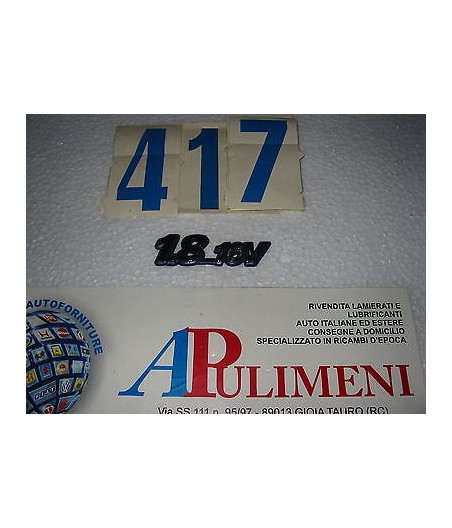 417
1.8 16V
AUTOFORNITURE
RIVENDITA LAMIERATI E
LUBRIFICANTI
AUTO ITALIANE ED ESTERE
CONSEGNE A DOMICILIO
SPECIALIZZATO IN RICAMBI D'EPOCA
APULIMENI
Via SS.111 n. 95/97 - 89013 GIOIA TAURO (RC)